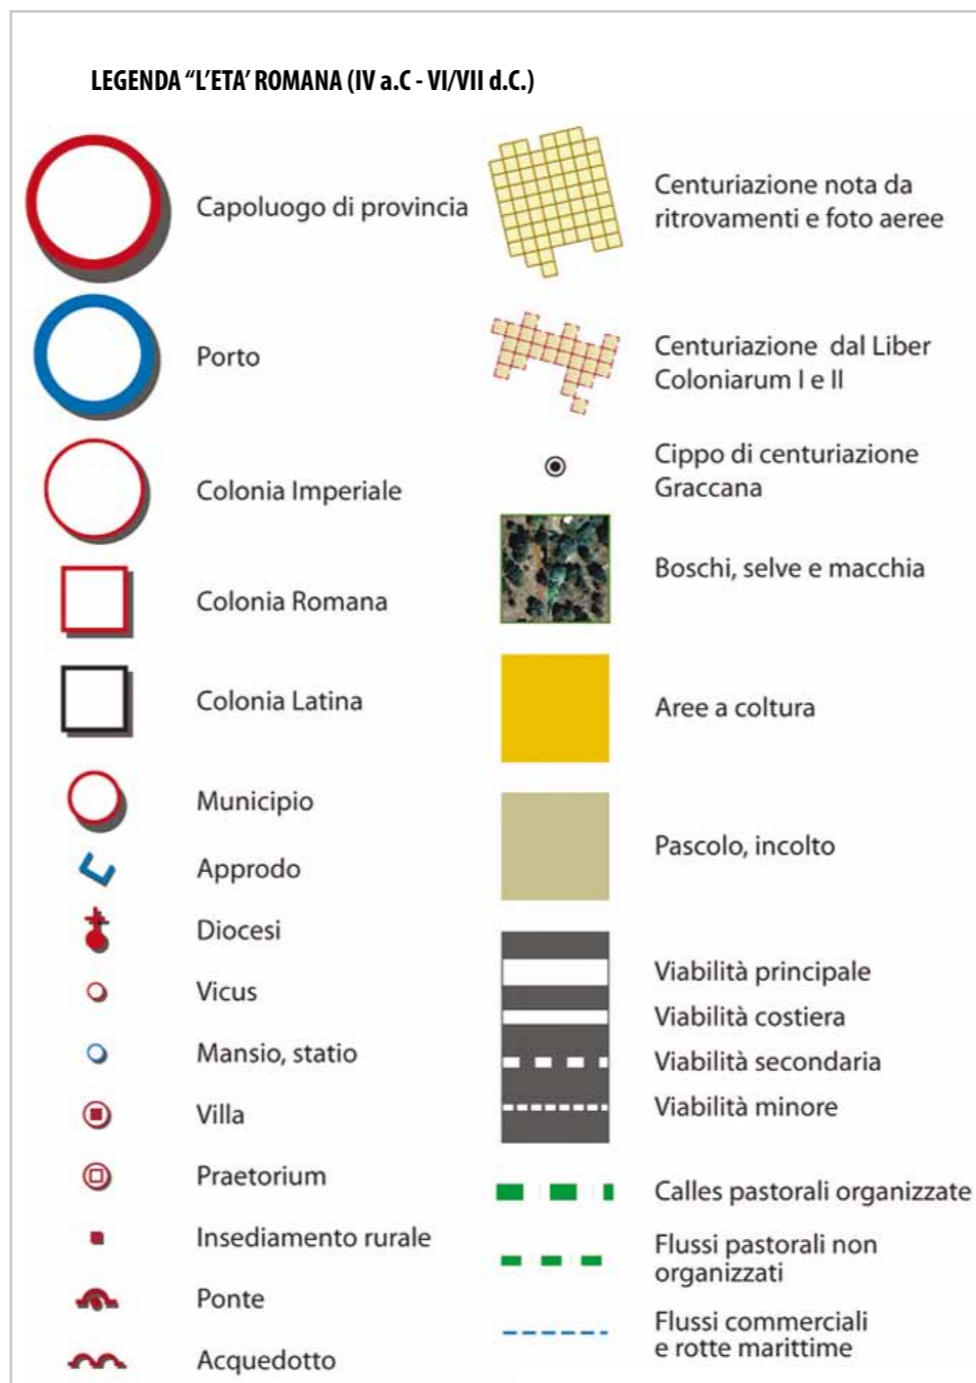 LEGENDA “L’ETA’ ROMANA (IV a.C - VI/VII d.C.)
Capoluogo di provincia
Porto
Colonia Imperiale
Colonia Romana
Colonia Latina
Municipio
Approdo
Diocesi
Vicus
Mansio, statio
Villa
Praetorium
Insediamento rurale
Ponte
Acquedotto
Centuriazione nota da
ritrovamenti e foto aeree
Centuriazione dal Liber
Coloniarum I e II
Cippo di centuriazione
Graccana
Boschi, selve e macchia
Aree a coltura
Pascolo, incolto
Viabilità principale
Viabilità costiera
Viabilità secondaria
Viabilità minore
Calles pastorali organizzate
Flussi pastorali non
organizzati
Flussi commerciali
e rotte marittime